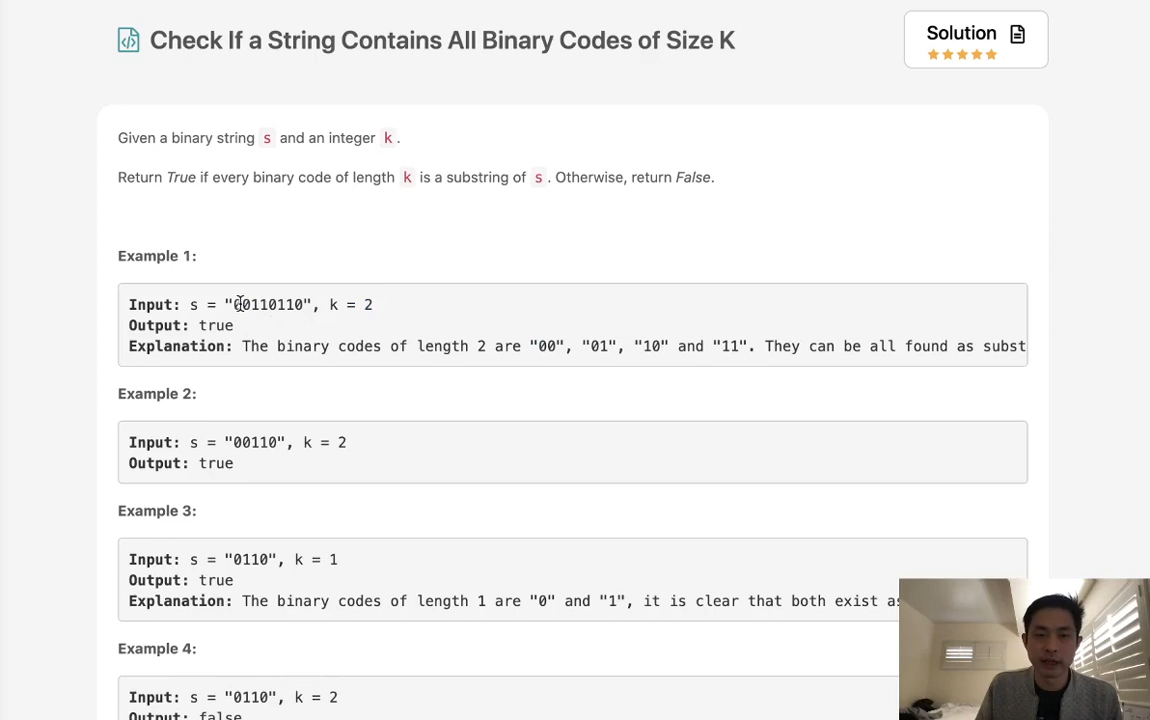 Check If a String Contains All Binary Codes of Size K
Solution
Given a binary string s and an integer k.
Return True if every binary code of length k is a substring of s. Otherwise, return False.
Example 1:
Input: s = "00110110", k = 2
Output: true
Explanation: The binary codes of length 2 are "00", "01", "10" and "11". They can be all found as subst
Example 2:
Input: s = "00110", k = 2
Output: true
Example 3:
Input: s = "0110", k = 1
Output: true
Explanation: The binary codes of length 1 are "0" and "1", it is clear that both exist as
Example 4:
Input: s = "0110", k = 2
Output: false